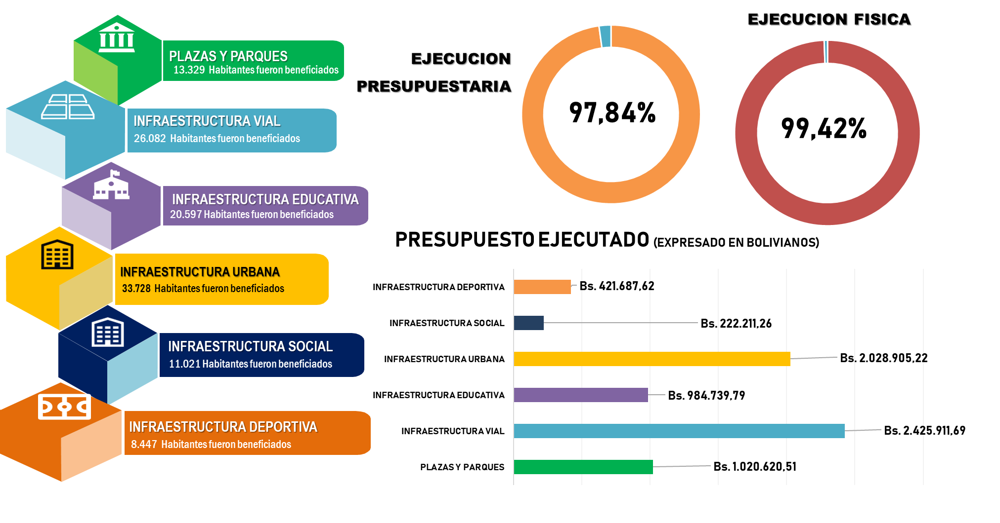 PLAZAS Y PARQUES
13.329 Habitantes fueron beneficiados
INFRAESTRUCTURA VIAL
26.082 Habitantes fueron beneficiados
INFRAESTRUCTURA EDUCATIVA
20.597 Habitantes fueron beneficiados
INFRAESTRUCTURA URBANA
33.728 Habitantes fueron beneficiados
INFRAESTRUCTURA SOCIAL
11.021 Habitantes fueron beneficiados
INFRAESTRUCTURA DEPORTIVA
8.447 Habitantes fueron beneficiados
EJECUCION
PRESUPUESTARIA
97,84%
EJECUCION FISICA
99,42%
PRESUPUESTO EJECUTADO (EXPRESADO EN BOLIVIANOS)
INFRAESTRUCTURA DEPORTIVA Bs. 421.687,62
INFRAESTRUCTURA SOCIAL Bs. 222.211,26
INFRAESTRUCTURA URBANA Bs. 2.028.905,22
INFRAESTRUCTURA EDUCATIVA Bs. 984.739,79
INFRAESTRUCTURA VIAL Bs. 2.425.911,69
PLAZAS Y PARQUES Bs. 1.020.620,51